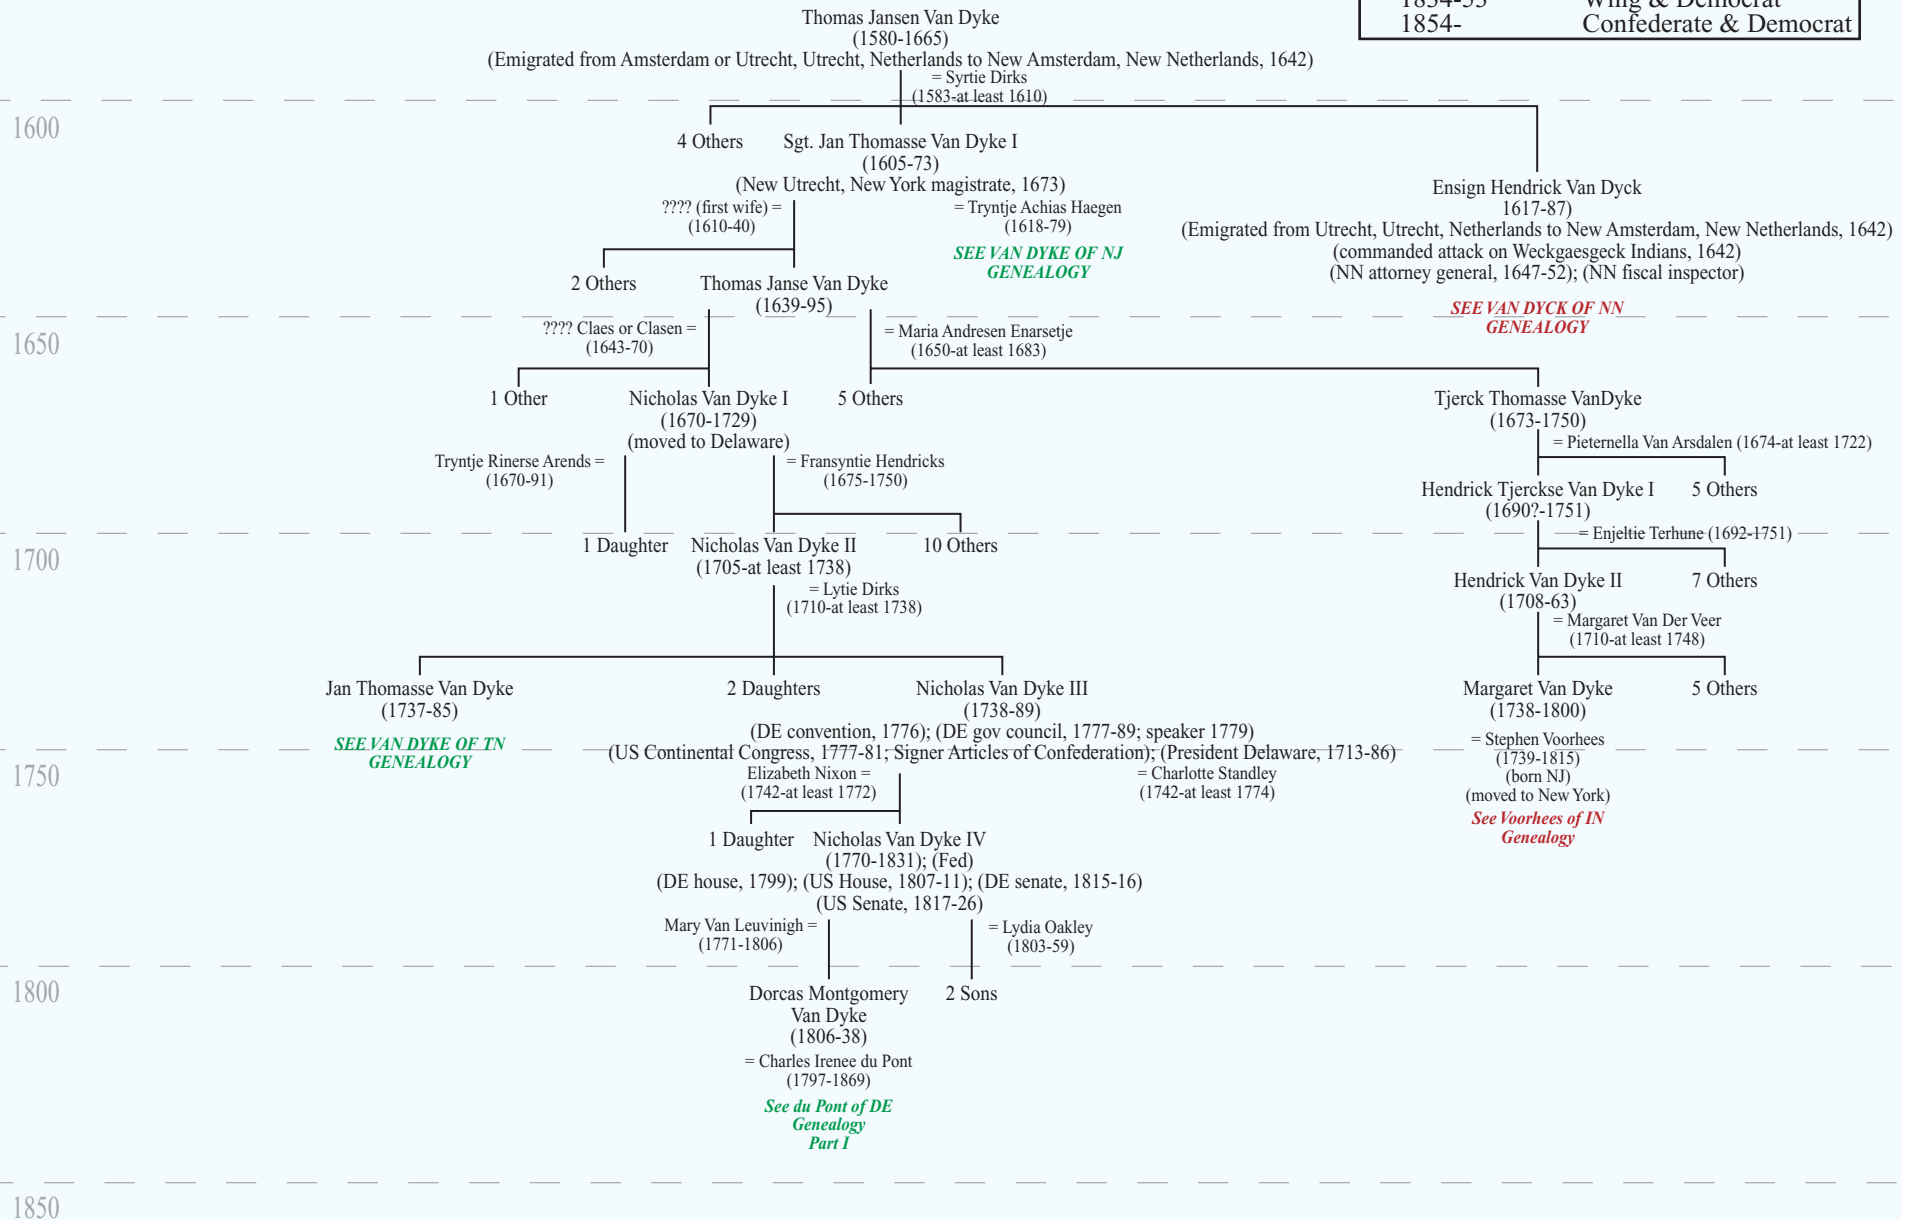 1854-55 Wing & Democrat
1854- Confederate & Democrat
Thomas Jansen Van Dyke
(1580-1665)
(Emigrated from Amsterdam or Utrecht, Utrecht, Netherlands to New Amsterdam, New Netherlands, 1642)
= Syrtie Dirks
(1583-at least 1610)
1600
4 Others
Sgt. Jan Thomasse Van Dyke I
(1605-73)
(New Utrecht, New York magistrate, 1673)
Ensign Hendrick Van Dyck
1617-87)
(Emigrated from Utrecht, Utrecht, Netherlands to New Amsterdam, New Netherlands, 1642)
(commanded attack on Weckgaesgeck Indians, 1642)
(NN attorney general, 1647-52); (NN fiscal inspector)
SEE VAN DYCK OF NN
GENEALOGY
???? (first wife) =
(1610-40)
= Tryntje Achias Haegen
(1618-79)
SEE VAN DYKE OF NJ
GENEALOGY
2 Others
Thomas Janse Van Dyke
(1639-95)
1650
???? Claes or Clasen =
(1643-70)
= Maria Andresen Enarsetje
(1650-at least 1683)
1 Other
Nicholas Van Dyke I
(1670-1729)
(moved to Delaware)
5 Others
Tjerck Thomasse VanDyke
(1673-1750)
= Pieternella Van Arsdalen (1674-at least 1722)
Tryntje Rinerse Arends =
(1670-91)
= Fransyntie Hendricks
(1675-1750)
Hendrick Tjerckse Van Dyke I
(1690?-1751)
5 Others
= Enjeltie Terhune (1692-1751)
1700
1 Daughter
Nicholas Van Dyke II
(1705-at least 1738)
10 Others
= Lytie Dirks
(1710-at least 1738)
Hendrick Van Dyke II
(1708-63)
7 Others
= Margaret Van Der Veer
(1710-at least 1748)
Jan Thomasse Van Dyke
(1737-85)
SEE VAN DYKE OF TN
GENEALOGY
2 Daughters
Nicholas Van Dyke III
(1738-89)
(DE convention, 1776); (DE gov council, 1777-89; speaker 1779)
(US Continental Congress, 1777-81; Signer Articles of Confederation); (President Delaware, 1713-86)
Margaret Van Dyke
(1738-1800)
5 Others
= Stephen Voorhees
(1739-1815)
(born NJ)
(moved to New York)
See Voorhees of IN
Genealogy
1750
Elizabeth Nixon =
(1742-at least 1772)
= Charlotte Standley
(1742-at least 1774)
1 Daughter
Nicholas Van Dyke IV
(1770-1831); (Fed)
(DE house, 1799); (US House, 1807-11); (DE senate, 1815-16)
(US Senate, 1817-26)
Mary Van Leuvinigh =
(1771-1806)
= Lydia Oakley
(1803-59)
1800
Dorcas Montgomery
Van Dyke
(1806-38)
2 Sons
= Charles Irenee du Pont
(1797-1869)
See du Pont of DE
Genealogy
Part I
1850